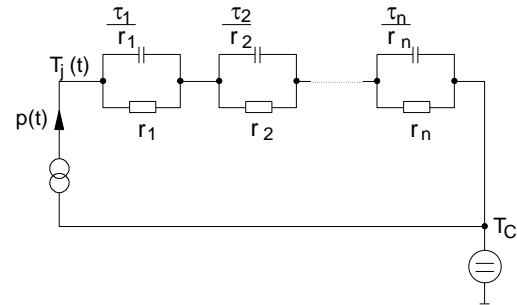 τ1 τ2 τn
r1 r2 rn
Tj(t)
r1 r2 rn
p(t)
TC